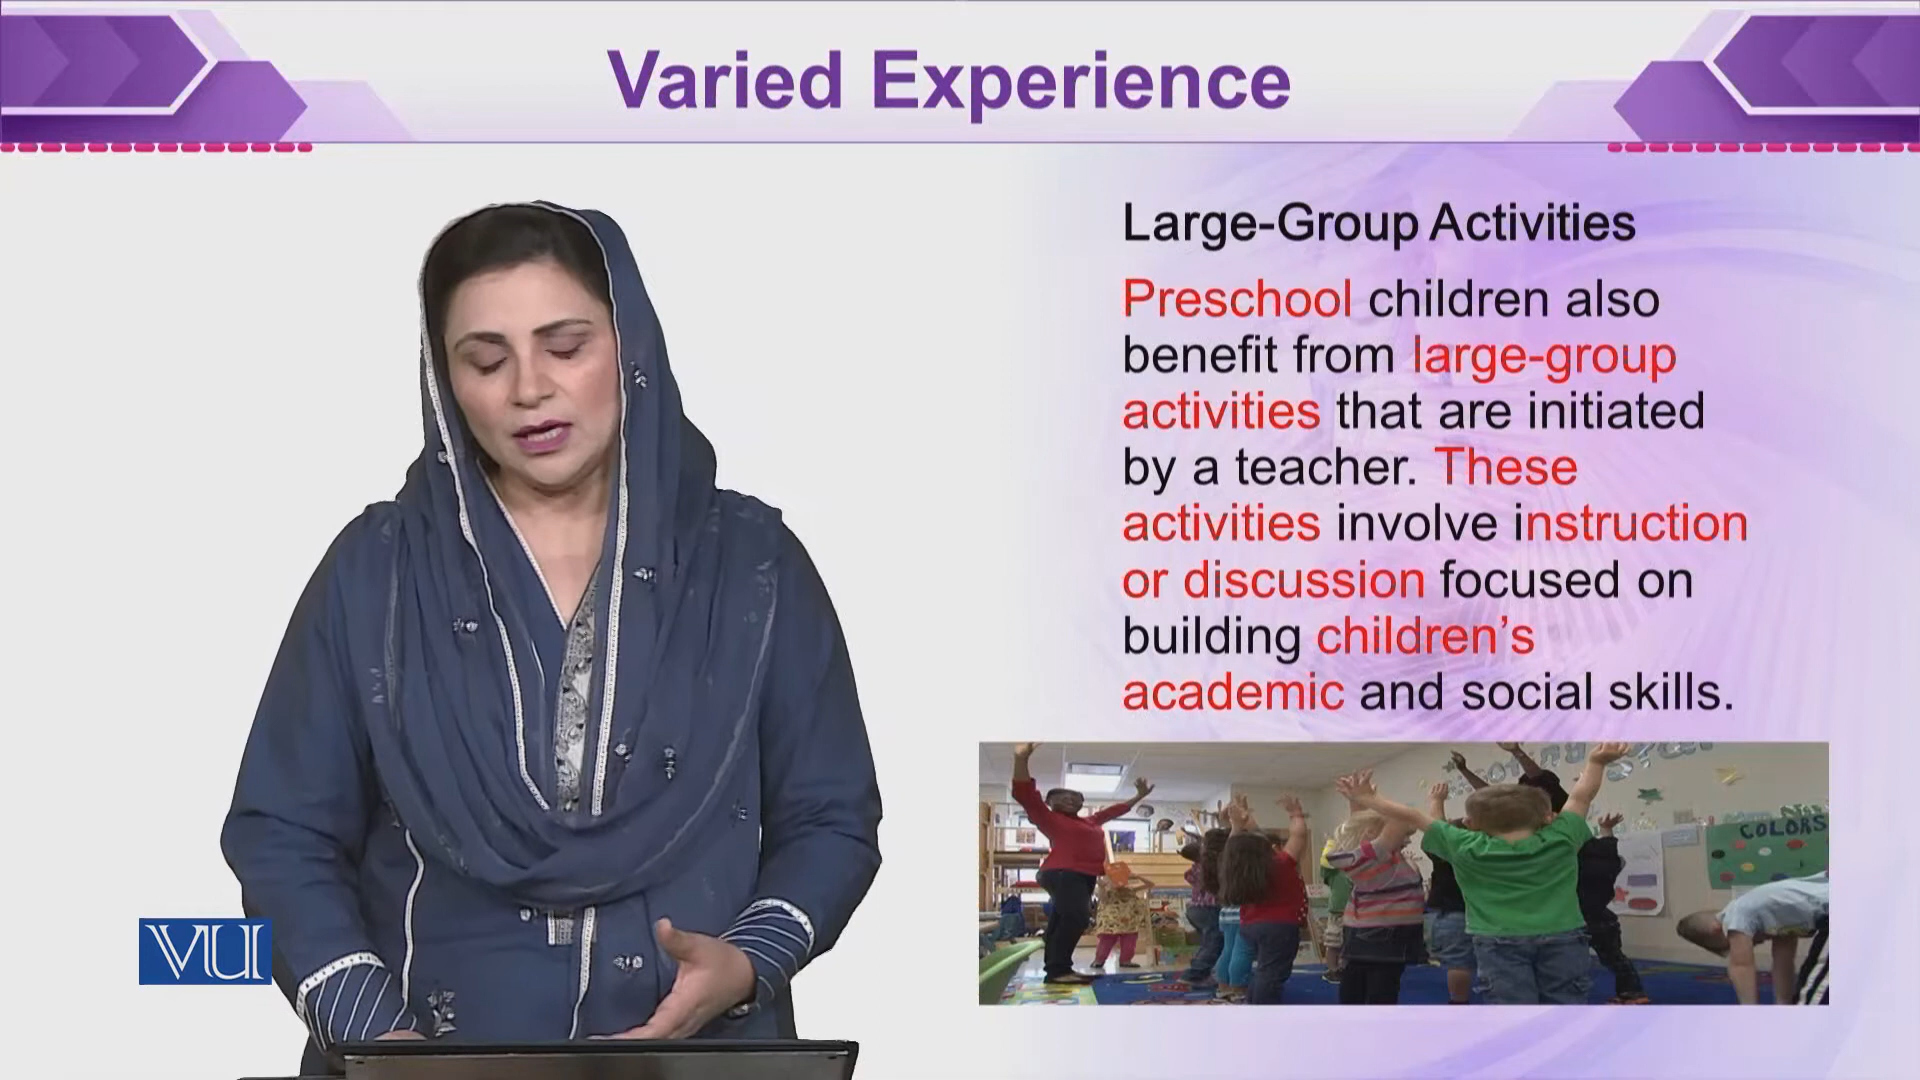 Varied Experience
Large-Group Activities
Preschool children also
benefit from large-group
activities that are initiated
by a teacher. These
activities involve instruction
or discussion focused on
building children’s
academic and social skills.
COLORS
VU